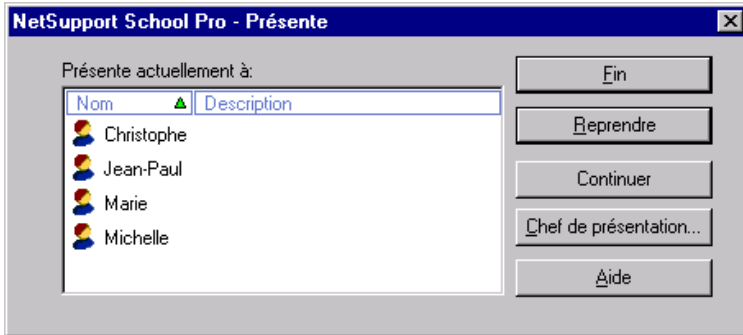 NetSupport School Pro - Présente
Présente actuellement à:
Nom Description
Christophe
Jean-Paul
Marie
Michelle
Fin
Reprendre
Continuer
Chef de présentation...
Aide